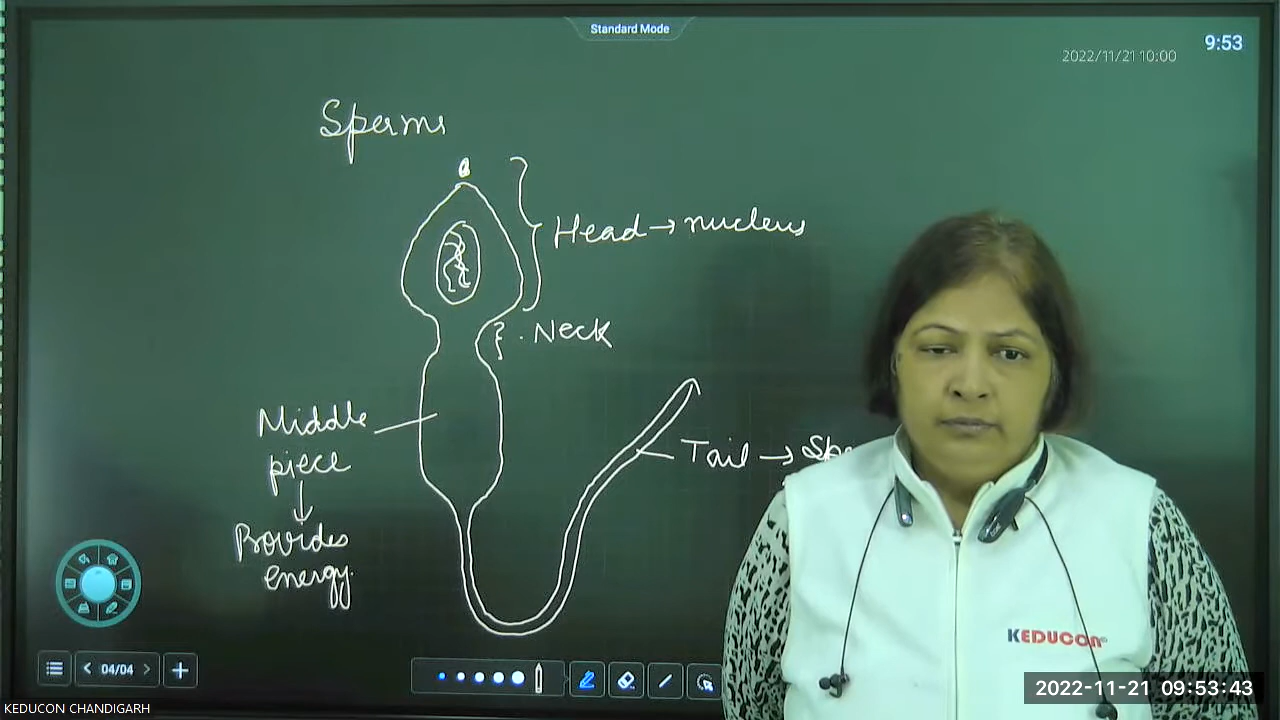 Standard Mode
9:53
2022/11/21 10:00
Sperms
Head → nucleus
Neck
Middle
piece
↓
Provides
energy.
Tail →
04/04
KEDUCON
2022-11-21 09:53:43
KEDUCON CHANDIGARH